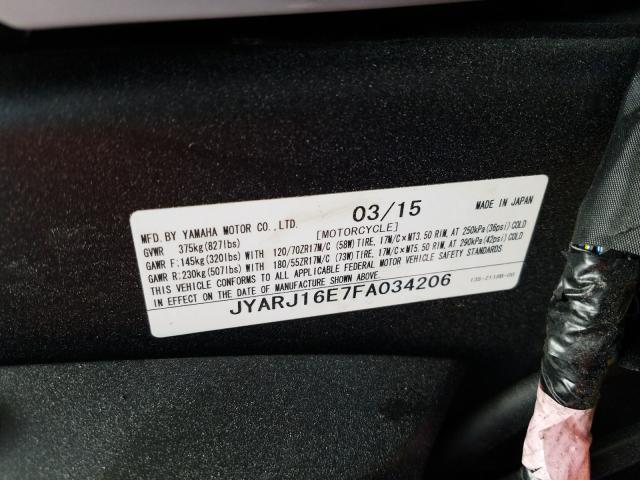 MFD. BY YAMAHA MOTOR CO., LTD. 03/15 MADE IN JAPAN
GVWR 375kg(827lbs) [MOTORCYCLE]
GAWR F:145kg(320lbs)WITH 120/70ZR17M/C (58W)TIRE, 17M/C×MT3.50 RIM, AT 250kPa(36psi)COLD
GAWR R:230kg(507lbs)WITH 180/55ZR17M/C (73W)TIRE, 17M/C×MT5.50 RIM, AT 290kPa(42psi)COLD
THIS VEHICLE CONFORMS TO ALL APPLICABLE FEDERAL MOTOR VEHICLE SAFETY STANDARDS
IN EFFECT ON THE DATE OF MANUFACTURE SHOWN ABOVE.
JYARJ16E7FA034206